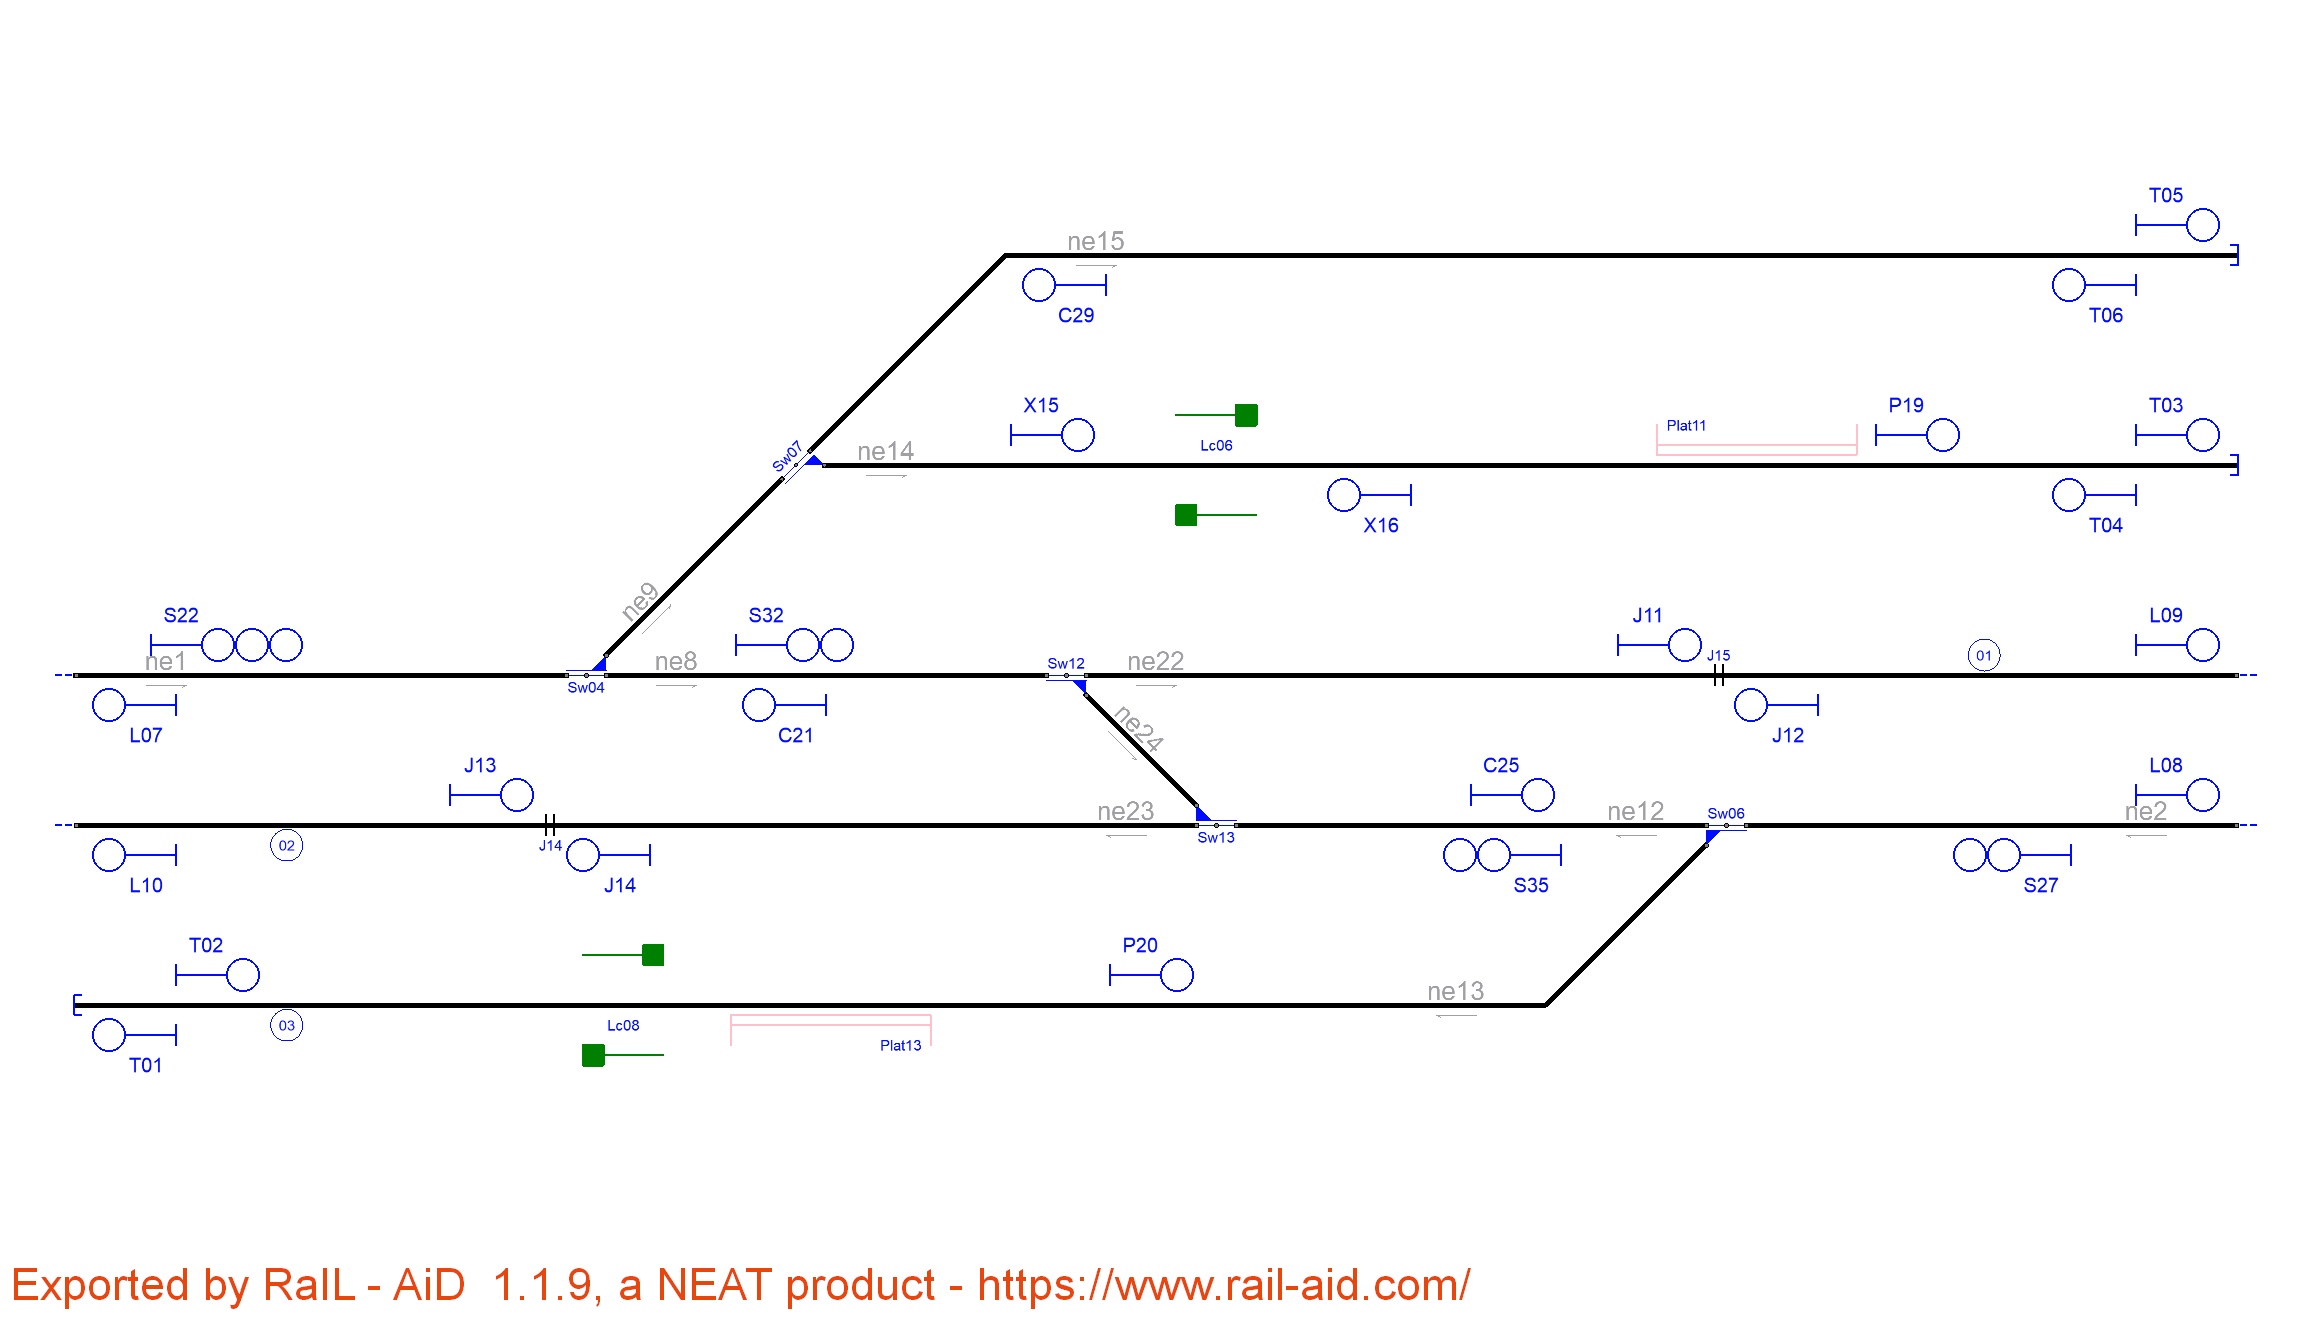 T05
ne15
C29
T06
X15
P19
T03
Lc06
Plat11
Sw07
ne14
X16
T04
ne9
S22
S32
J11
L09
ne1
ne8
Sw12
ne22
J15
01
Sw04
L07
C21
J12
ne24
J13
C25
L08
ne23
ne12
Sw06
ne2
02
J14
Sw13
L10
J14
S35
S27
T02
P20
ne13
03
Lc08
Plat13
T01
Exported by RaIL - AiD  1.1.9, a NEAT product - https://www.rail-aid.com/